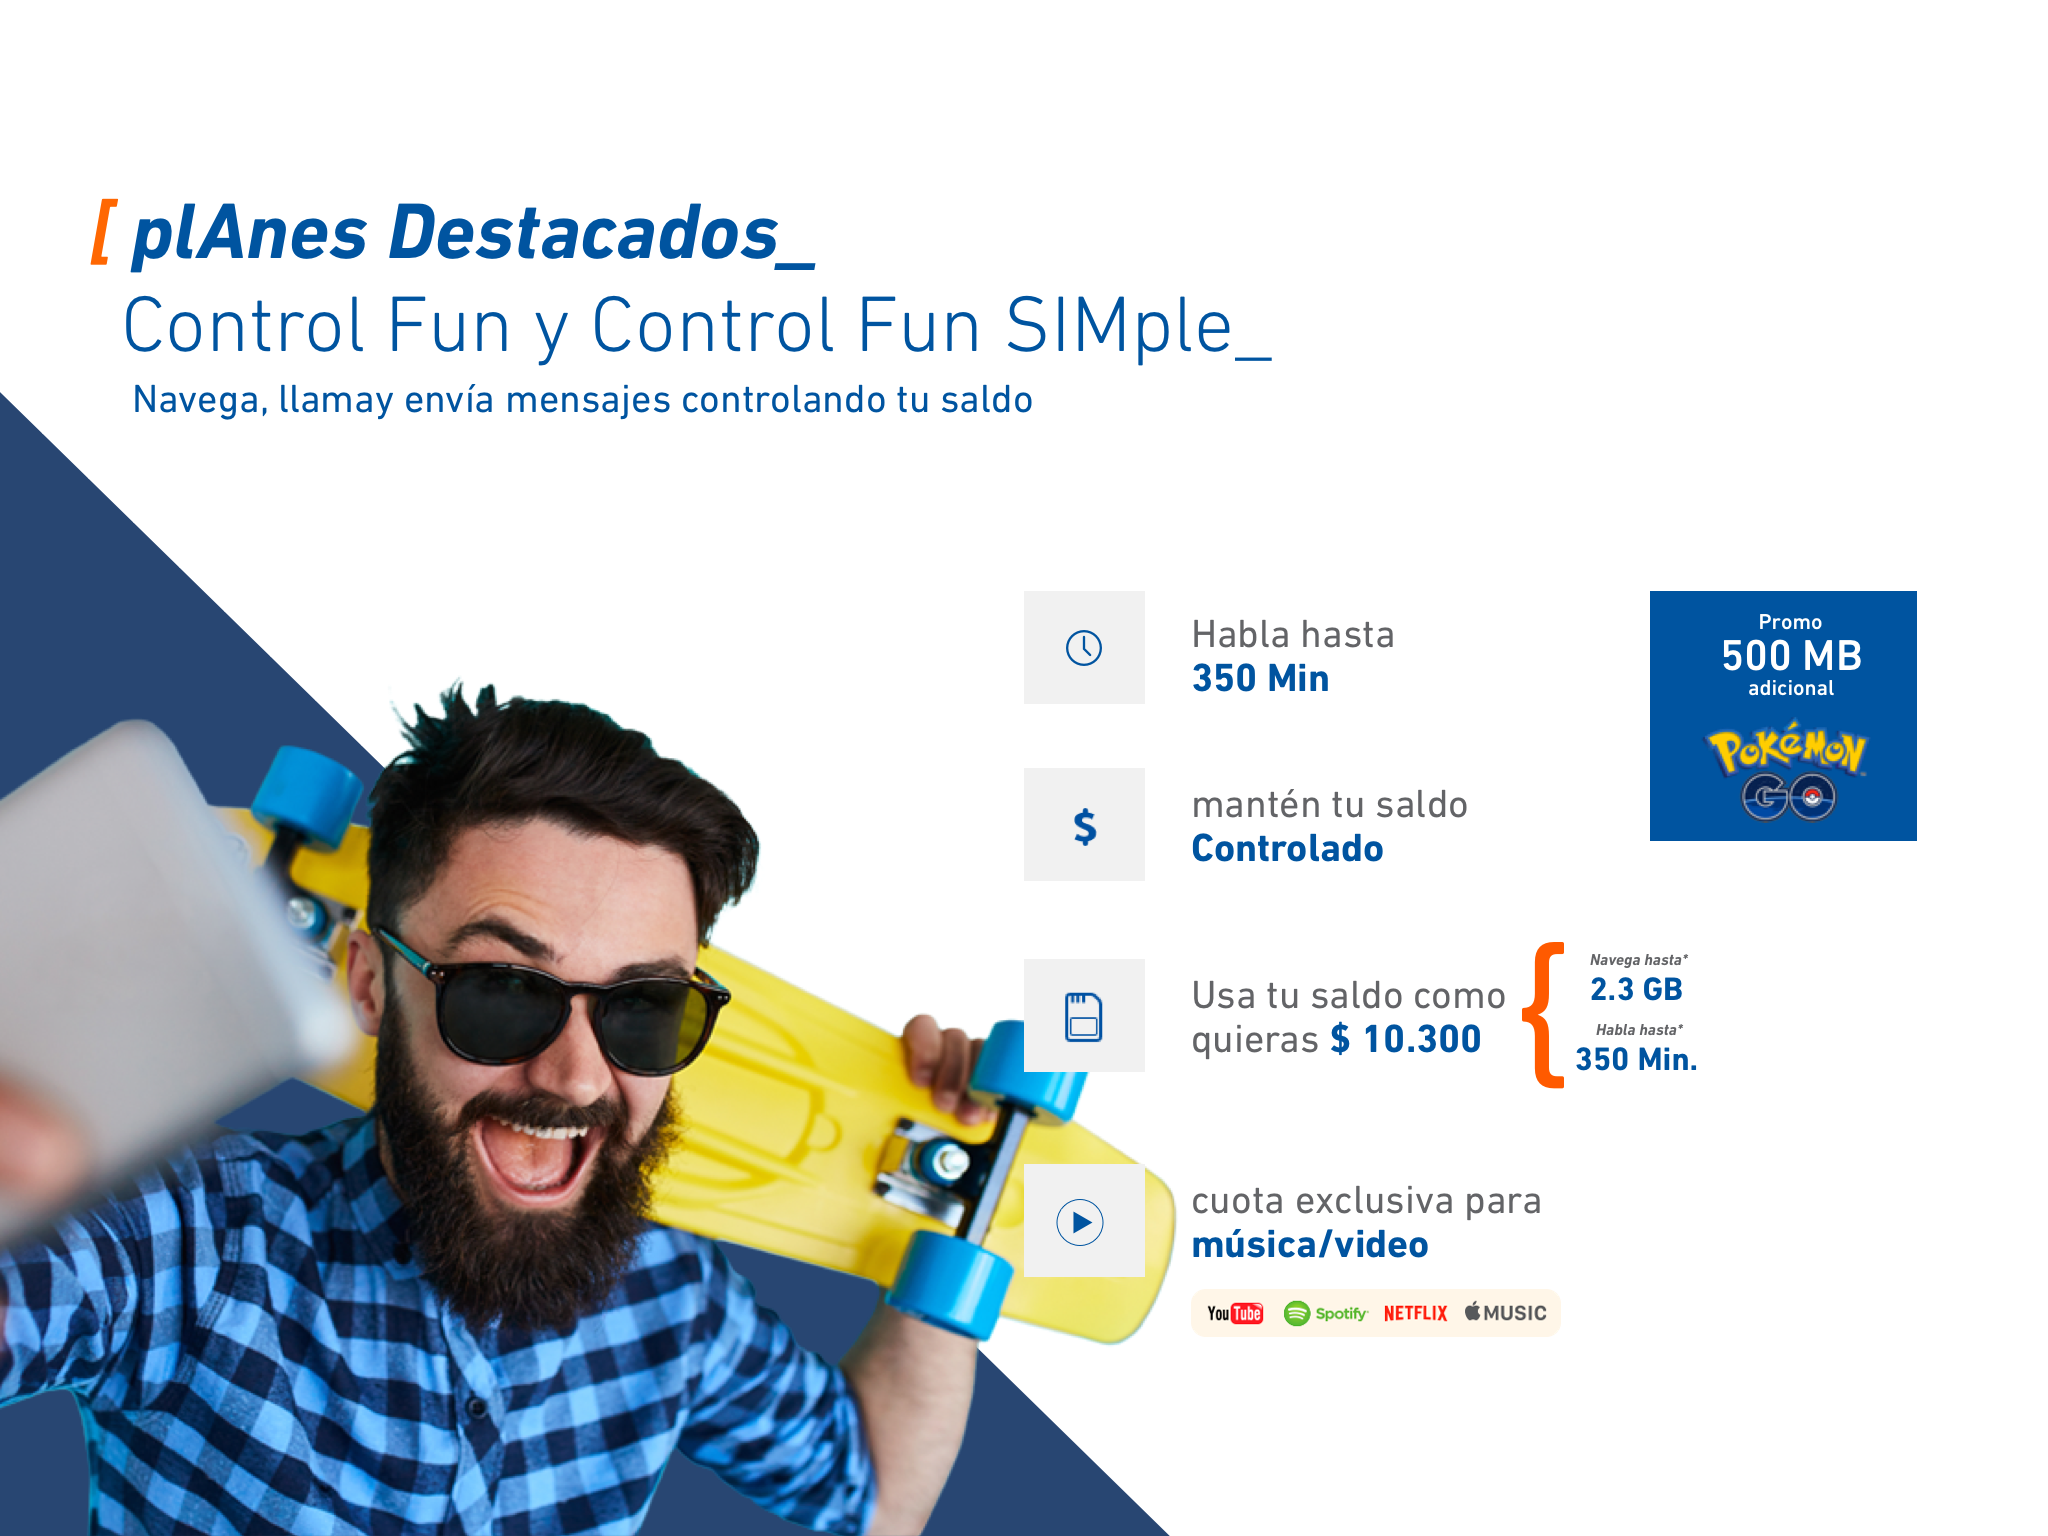 [ plAnes Destacados_
Control Fun y Control Fun SIMple_
Navega, llamay envía mensajes controlando tu saldo
Habla hasta
350 Min
mantén tu saldo
Controlado
Usa tu saldo como
quieras $ 10.300
{
Navega hasta*
2.3 GB
Habla hasta*
350 Min.
cuota exclusiva para
música/video
YouTube Spotify NETFLIX MUSIC
Promo
500 MB
adicional
POKéMON
GO